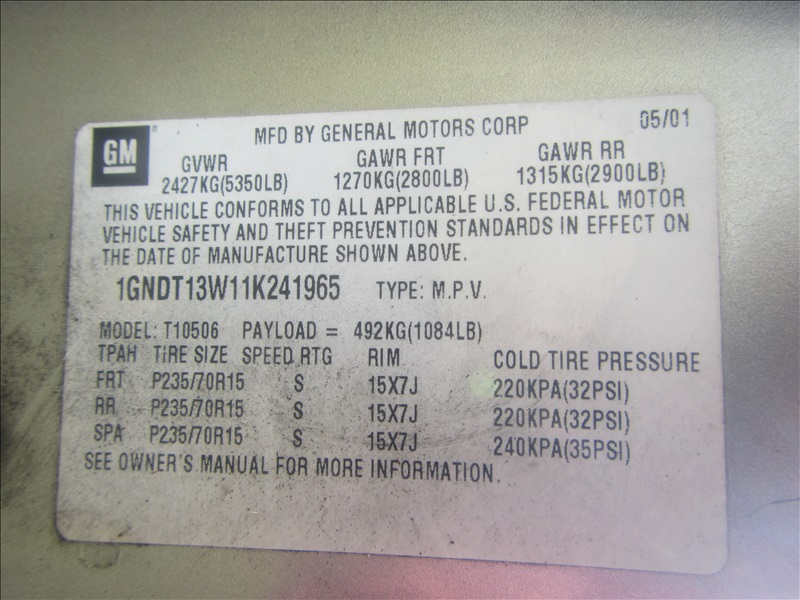 GM®
MFD BY GENERAL MOTORS CORP 05/01
GVWR GAWR FRT GAWR RR
2427KG(5350LB) 1270KG(2800LB) 1315KG(2900LB)
THIS VEHICLE CONFORMS TO ALL APPLICABLE U.S. FEDERAL MOTOR
VEHICLE SAFETY AND THEFT PREVENTION STANDARDS IN EFFECT ON
THE DATE OF MANUFACTURE SHOWN ABOVE.
1GNDT13W11K241965 TYPE: M.P.V.
MODEL: T10506 PAYLOAD = 492KG(1084LB)
TPAH TIRE SIZE SPEED RTG RIM COLD TIRE PRESSURE
FRT P235/70R15 S 15X7J 220KPA(32PSI)
RR P235/70R15 S 15X7J 220KPA(32PSI)
SPA P235/70R15 S 15X7J 240KPA(35PSI)
SEE OWNER'S MANUAL FOR MORE INFORMATION.